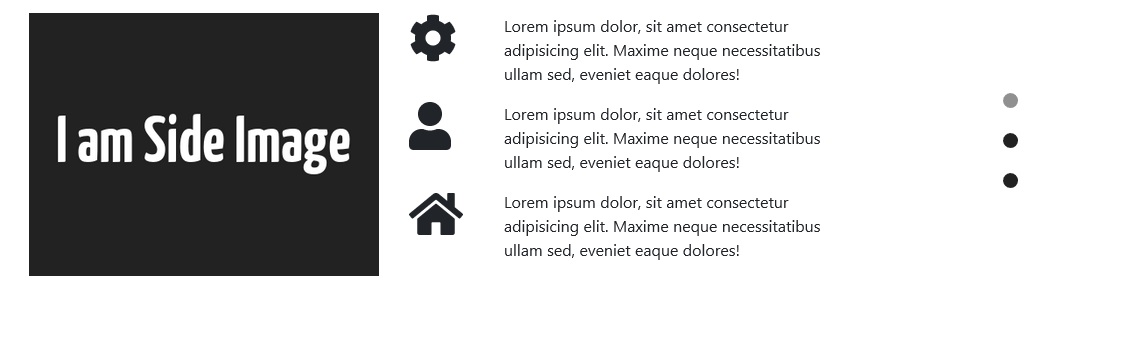 I am Side Image
Lorem ipsum dolor, sit amet consectetur
adipisicing elit. Maxime neque necessitatibus
ullam sed, eveniet eaque dolores!
Lorem ipsum dolor, sit amet consectetur
adipisicing elit. Maxime neque necessitatibus
ullam sed, eveniet eaque dolores!
Lorem ipsum dolor, sit amet consectetur
adipisicing elit. Maxime neque necessitatibus
ullam sed, eveniet eaque dolores!